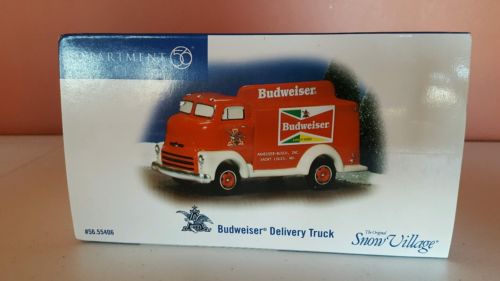 DEPARTMENT 56
Budweiser
Budweiser
ANHEUSER-BUSCH, INC.
SAINT LOUIS, MO.
Budweiser® Delivery Truck
#56.55406
The Original
Snow Village®